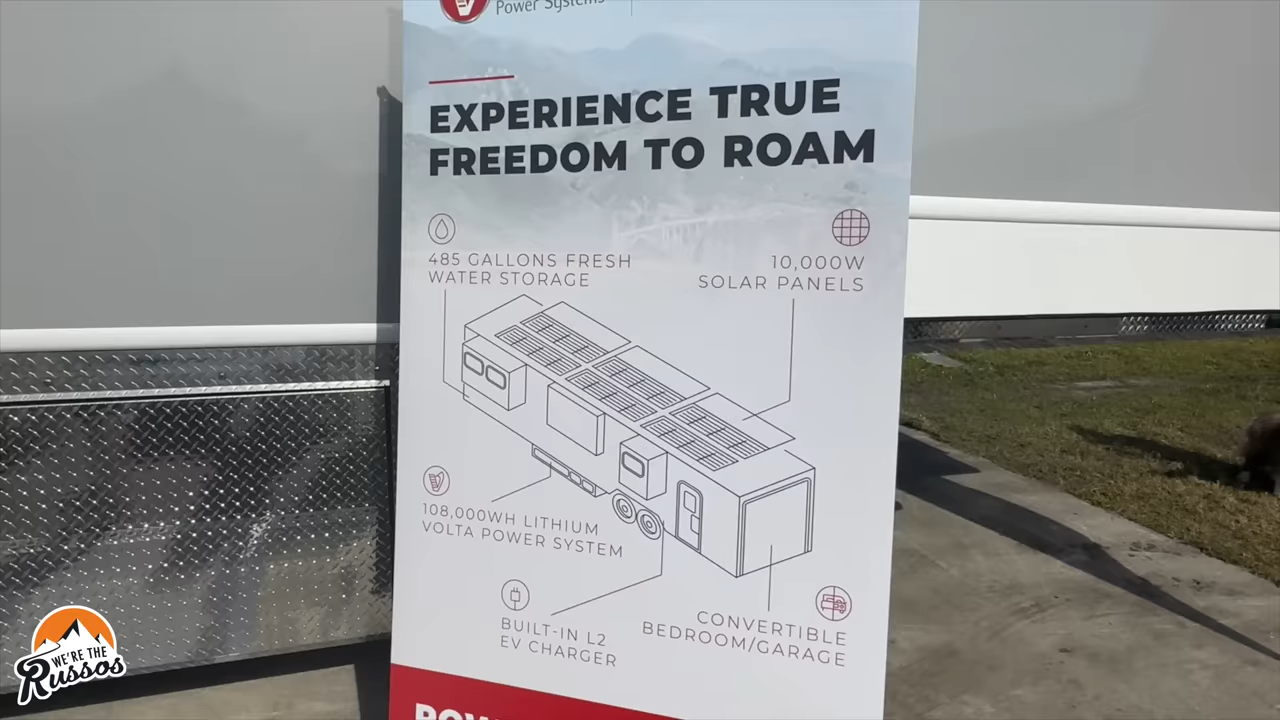 Power Systems
EXPERIENCE TRUE
FREEDOM TO ROAM
485 GALLONS FRESH
WATER STORAGE
10,000W
SOLAR PANELS
108,000WH LITHIUM
VOLTA POWER SYSTEM
BUILT-IN L2
EV CHARGER
CONVERTIBLE
BEDROOM/GARAGE
WE'RE THE
RUSSOS